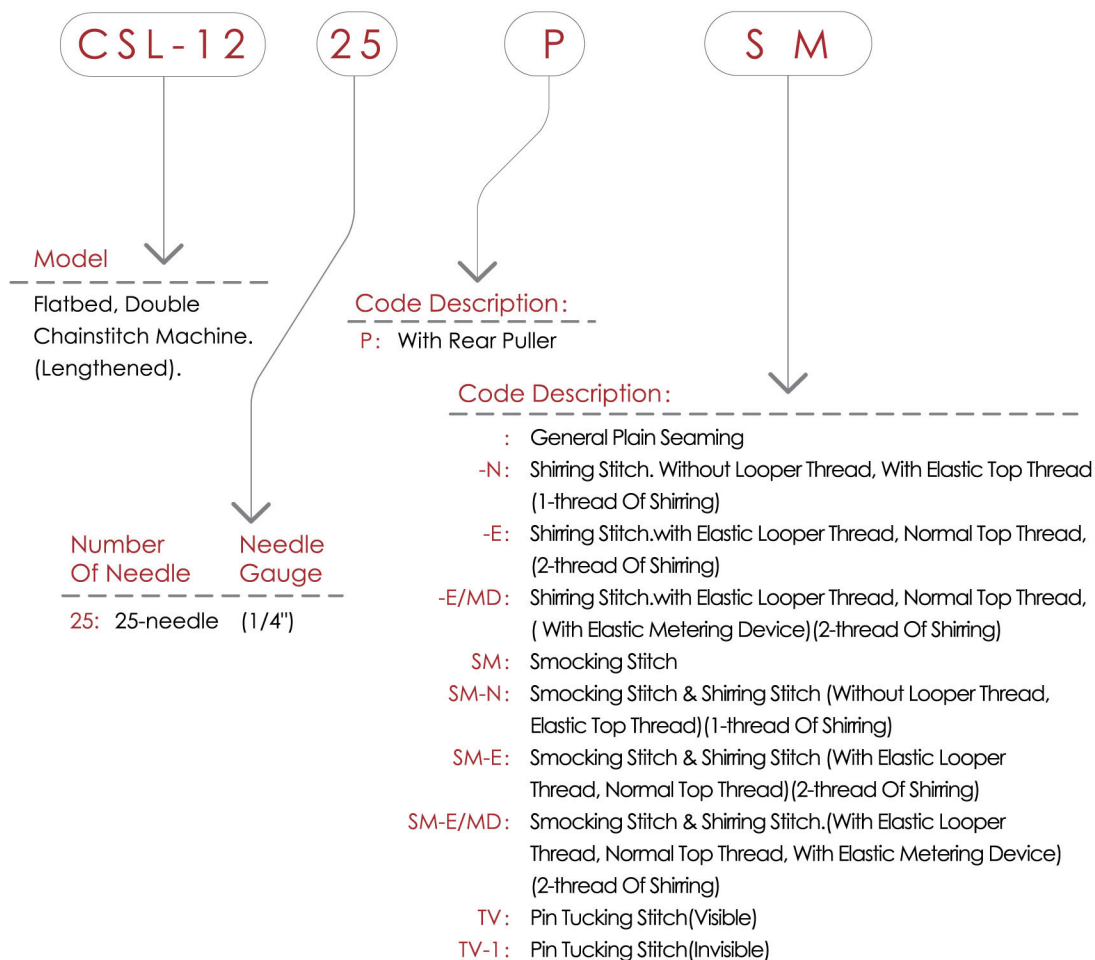 CSL-12 25 P SM
Model
Flatbed, Double
Chainstitch Machine.
(Lengthened).
Code Description:
P: With Rear Puller
Number Of Needle
Needle Gauge
25: 25-needle (1/4")
Code Description:
: General Plain Seaming
-N: Shirring Stitch. Without Looper Thread, With Elastic Top Thread
(1-thread Of Shirring)
-E: Shirring Stitch.with Elastic Looper Thread, Normal Top Thread,
(2-thread Of Shirring)
-E/MD: Shirring Stitch.with Elastic Looper Thread, Normal Top Thread,
( With Elastic Metering Device)(2-thread Of Shirring)
SM: Smocking Stitch
SM-N: Smocking Stitch & Shirring Stitch (Without Looper Thread,
Elastic Top Thread)(1-thread Of Shirring)
SM-E: Smocking Stitch & Shirring Stitch (With Elastic Looper
Thread, Normal Top Thread)(2-thread Of Shirring)
SM-E/MD: Smocking Stitch & Shirring Stitch.(With Elastic Looper
Thread, Normal Top Thread, With Elastic Metering Device)
(2-thread Of Shirring)
TV: Pin Tucking Stitch(Visible)
TV-1: Pin Tucking Stitch(Invisible)